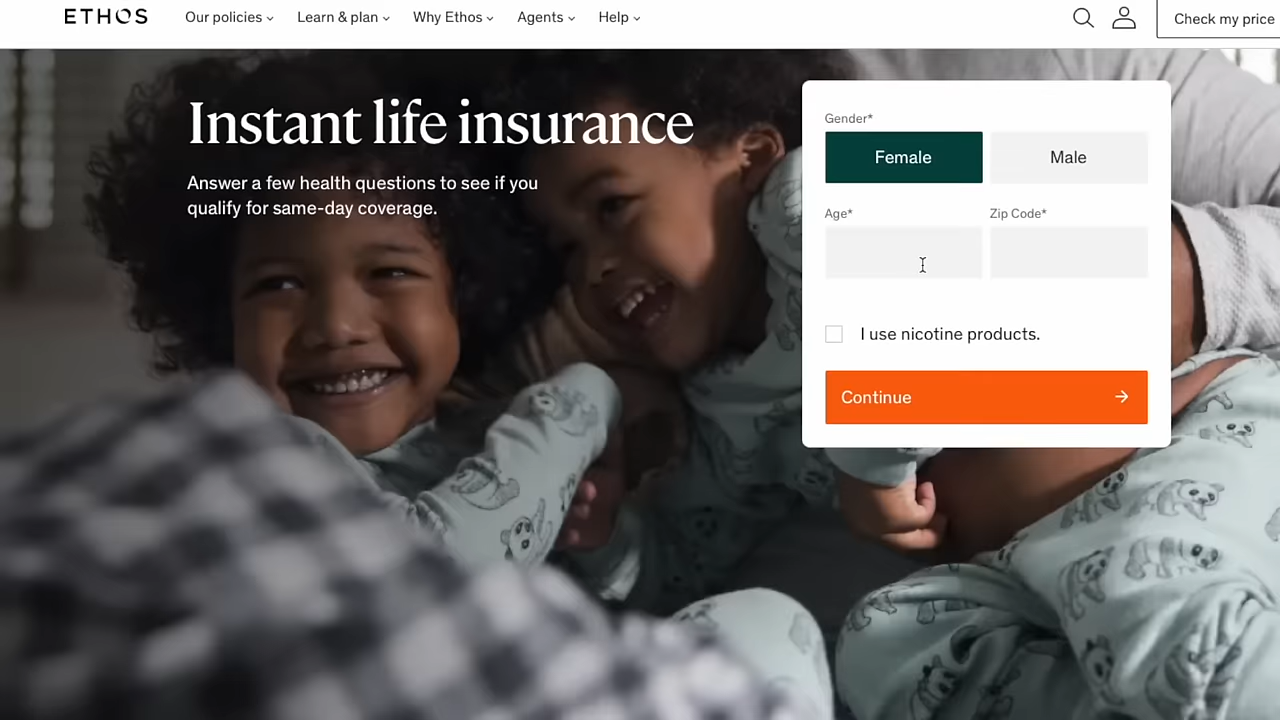 ETHOS
Our policies
Learn & plan
Why Ethos
Agents
Help
Check my price
Instant life insurance
Answer a few health questions to see if you
qualify for same-day coverage.
Gender*
Female
Male
Age*
Zip Code*
I use nicotine products.
Continue